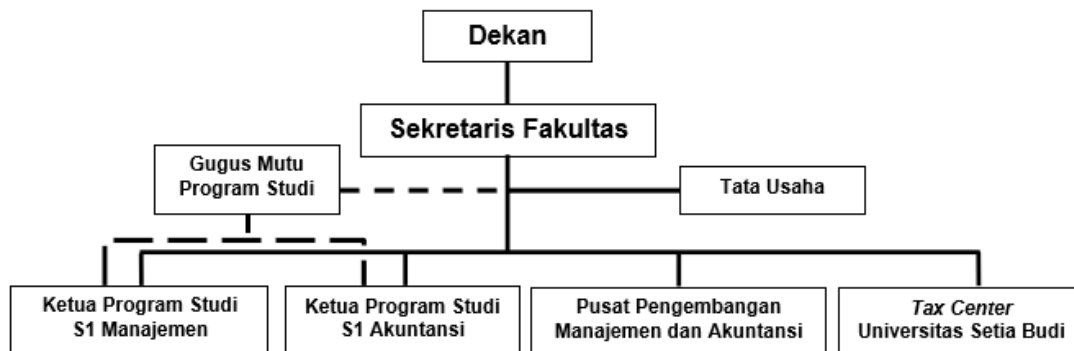 Dekan
Sekretaris Fakultas
Gugus Mutu
Program Studi
Tata Usaha
Ketua Program Studi
S1 Manajemen
Ketua Program Studi
S1 Akuntansi
Pusat Pengembangan
Manajemen dan Akuntansi
Tax Center
Universitas Setia Budi